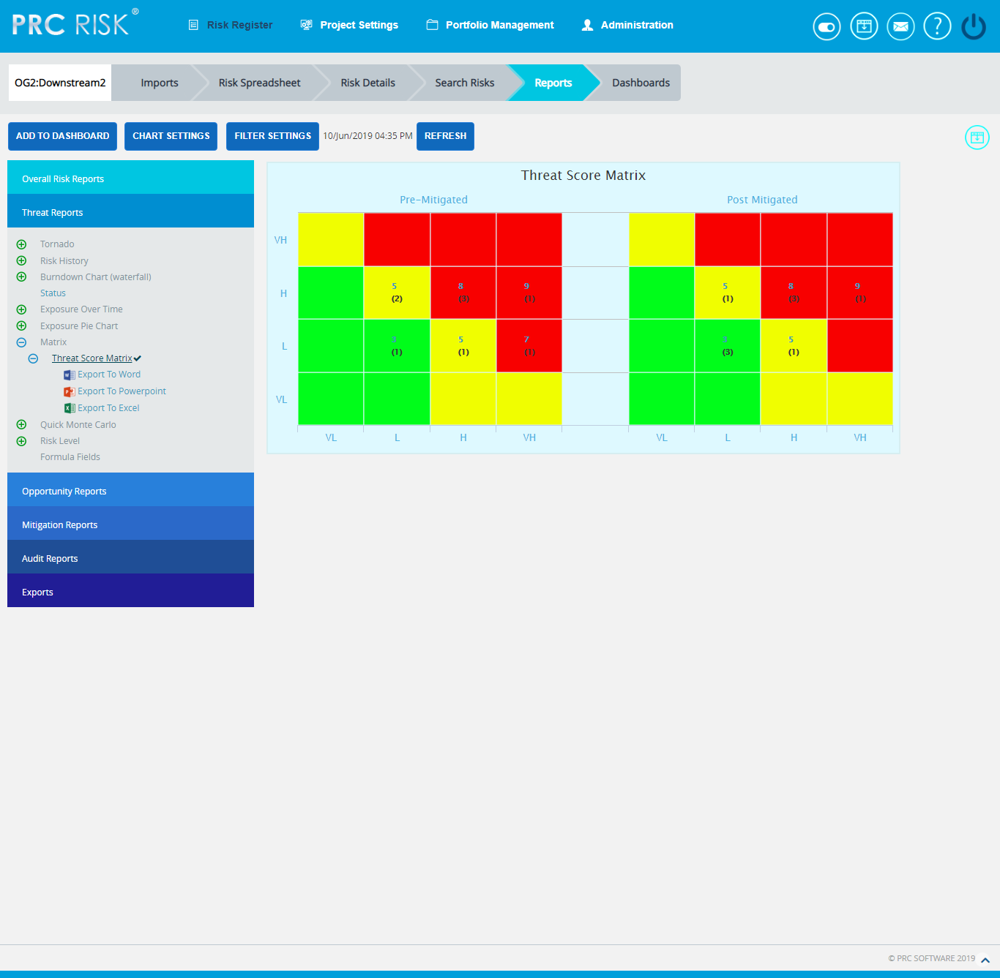 PRC RISK®
Risk Register
Project Settings
Portfolio Management
Administration
OG2:Downstream2
Imports
Risk Spreadsheet
Risk Details
Search Risks
Reports
Dashboards
ADD TO DASHBOARD
CHART SETTINGS
FILTER SETTINGS
10/Jun/2019 04:35 PM
REFRESH
Overall Risk Reports
Threat Reports
Tornado
Risk History
Burndown Chart (waterfall)
Status
Exposure Over Time
Exposure Pie Chart
Matrix
Threat Score Matrix
Export To Word
Export To Powerpoint
Export To Excel
Quick Monte Carlo
Risk Level
Formula Fields
Opportunity Reports
Mitigation Reports
Audit Reports
Exports
Threat Score Matrix
Pre-Mitigated
Post Mitigated
VH
H
5 8 9 5 8 9
(2) (3) (1) (1) (3) (1)
L
3 5 7 3 5
(1) (1) (1) (3) (1)
VL
VL L H VH VL L H VH
© PRC SOFTWARE 2019